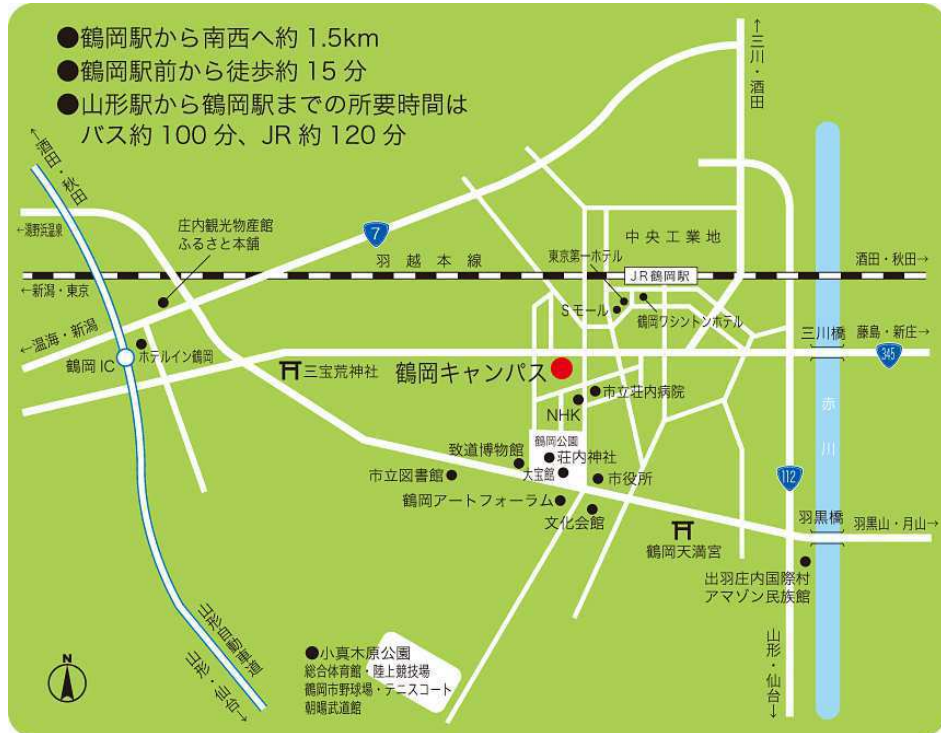 ●鶴岡駅から南西へ約 1.5km
●鶴岡駅前から徒歩約 15 分
●山形駅から鶴岡駅までの所要時間は
バス約 100 分、JR 約 120 分
←三川・酒田
←酒田・秋田
←湯野浜温泉
庄内観光物産館
ふるさと本舗
7
中央工業地
東京第一ホテル
羽越本線
JR鶴岡駅
酒田・秋田→
←新潟・東京
Sモール
鶴岡ワシントンホテル
←温海・新潟
三川橋
藤島・新庄→
345
鶴岡 IC
ホテルイン鶴岡
三宝荒神社
鶴岡キャンパス
市立荘内病院
NHK
赤川
鶴岡公園
致道博物館
荘内神社
市立図書館
大宝館
市役所
112
鶴岡アートフォーラム
文化会館
羽黒橋
羽黒山・月山→
鶴岡天満宮
出羽庄内国際村
アマゾン民族館
山形自動車道
山形・仙台→
山形・仙台→
N
●小真木原公園
総合体育館・陸上競技場
鶴岡市野球場・テニスコート
朝暘武道館